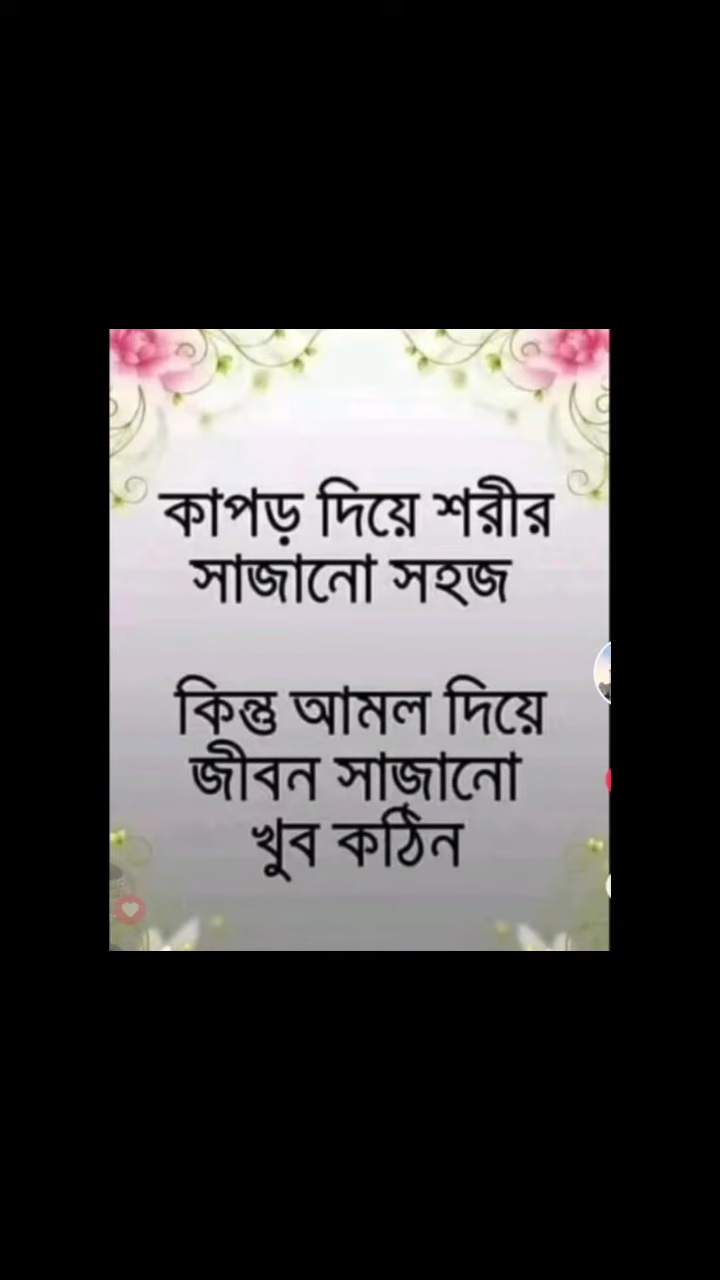 কাপড় দিয়ে শরীর
সাজানো সহজ
কিন্তু আমল দিয়ে
জীবন সাজানো
খুব কঠিন